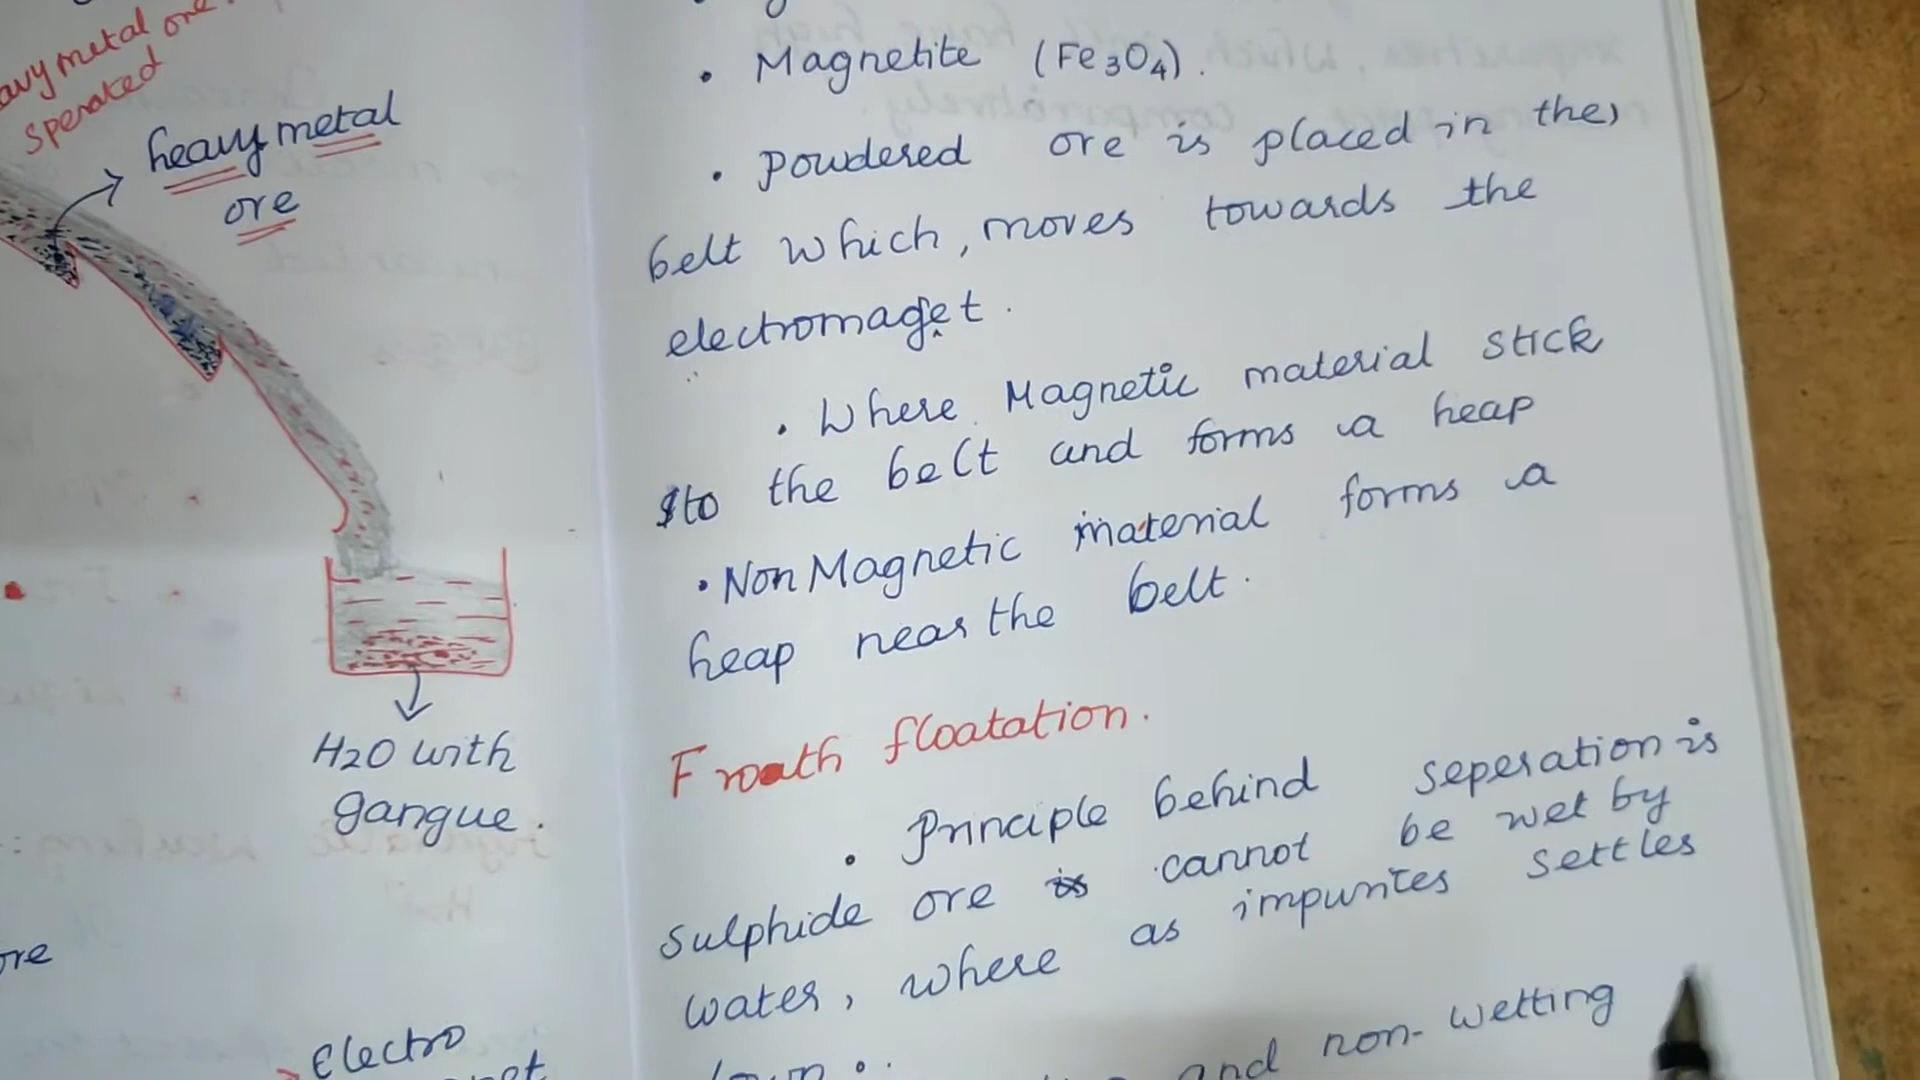 metal ore
sperated
heavy metal
ore
H2O with
gangue.
ore
Electro
• Magnetite (Fe3O4).
• Powdered ore is placed in the,
belt which, moves towards the
electromaget.
• Where Magnetic material stick
to the belt and forms a heap
• Non Magnetic material forms a
heap near the belt.
Froath floatation.
• Principle behind seperation is
sulphide ore cannot be wet by
water, where as impurites settles
and non-wetting